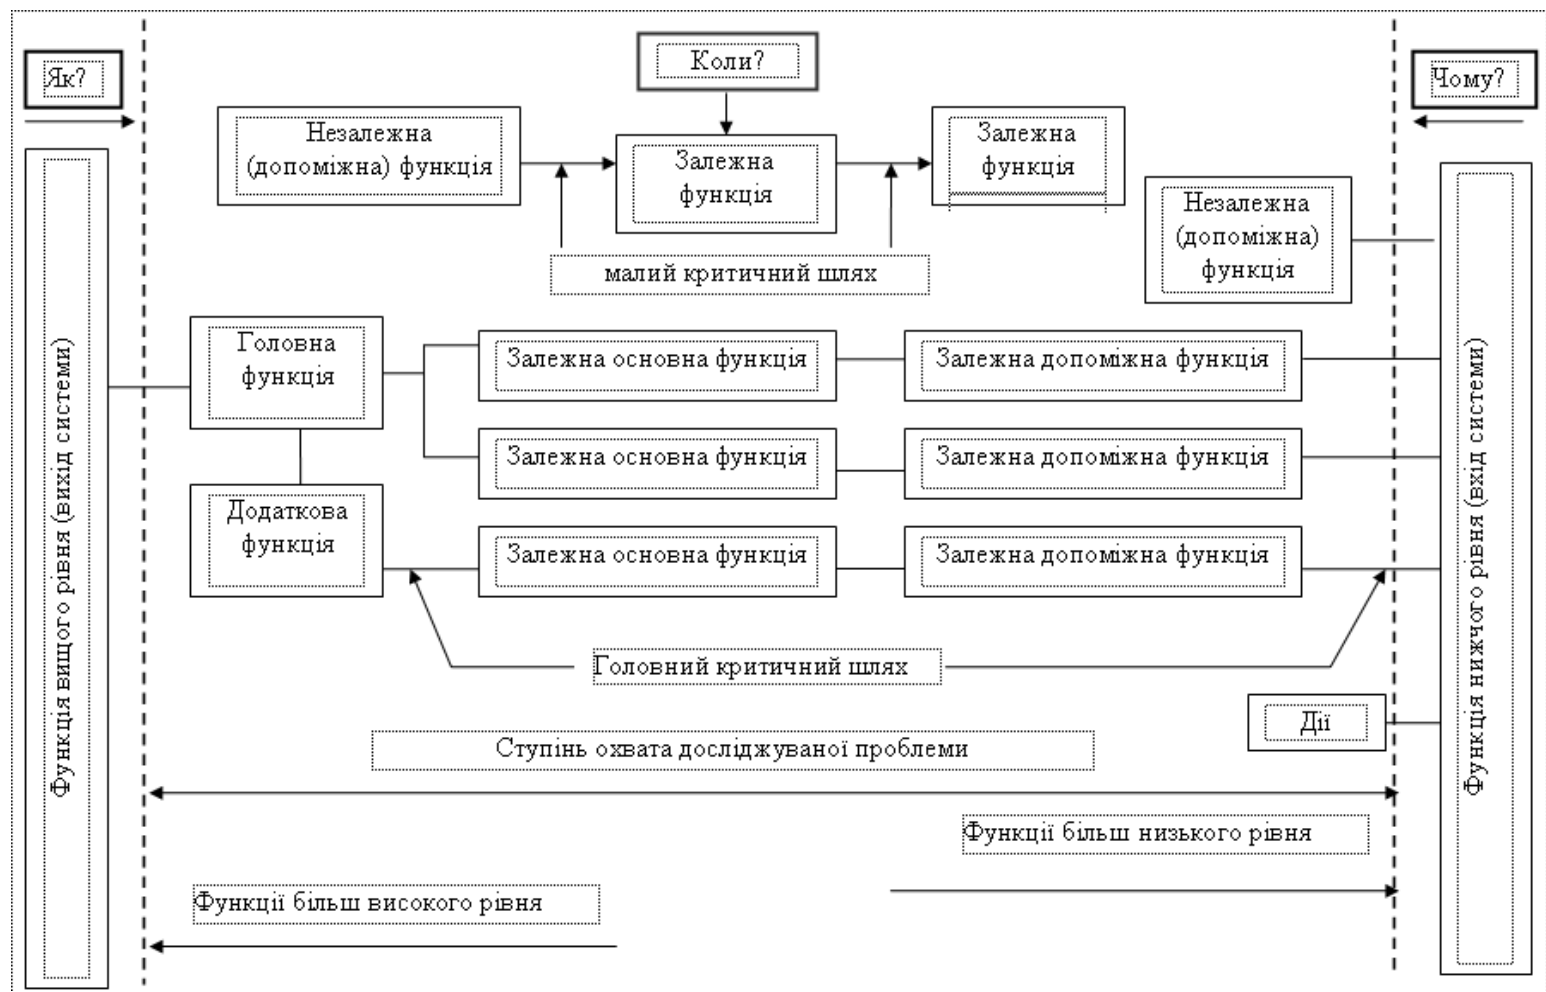 Як?
Коли?
Чому?
Незалежна
(допоміжна) функція
Залежна
функція
Залежна
функція
Незалежна
(допоміжна)
функція
малий критичний шлях
Функція вищого рівня (вихід системи)
Головна
функція
Залежна основна функція
Залежна допоміжна функція
Залежна основна функція
Залежна допоміжна функція
Додаткова
функція
Залежна основна функція
Залежна допоміжна функція
Функція нижчого рівня (вхід системи)
Головний критичний шлях
Дії
Ступінь охвата досліджуваної проблеми
Функції більш низького рівня
Функції більш високого рівня